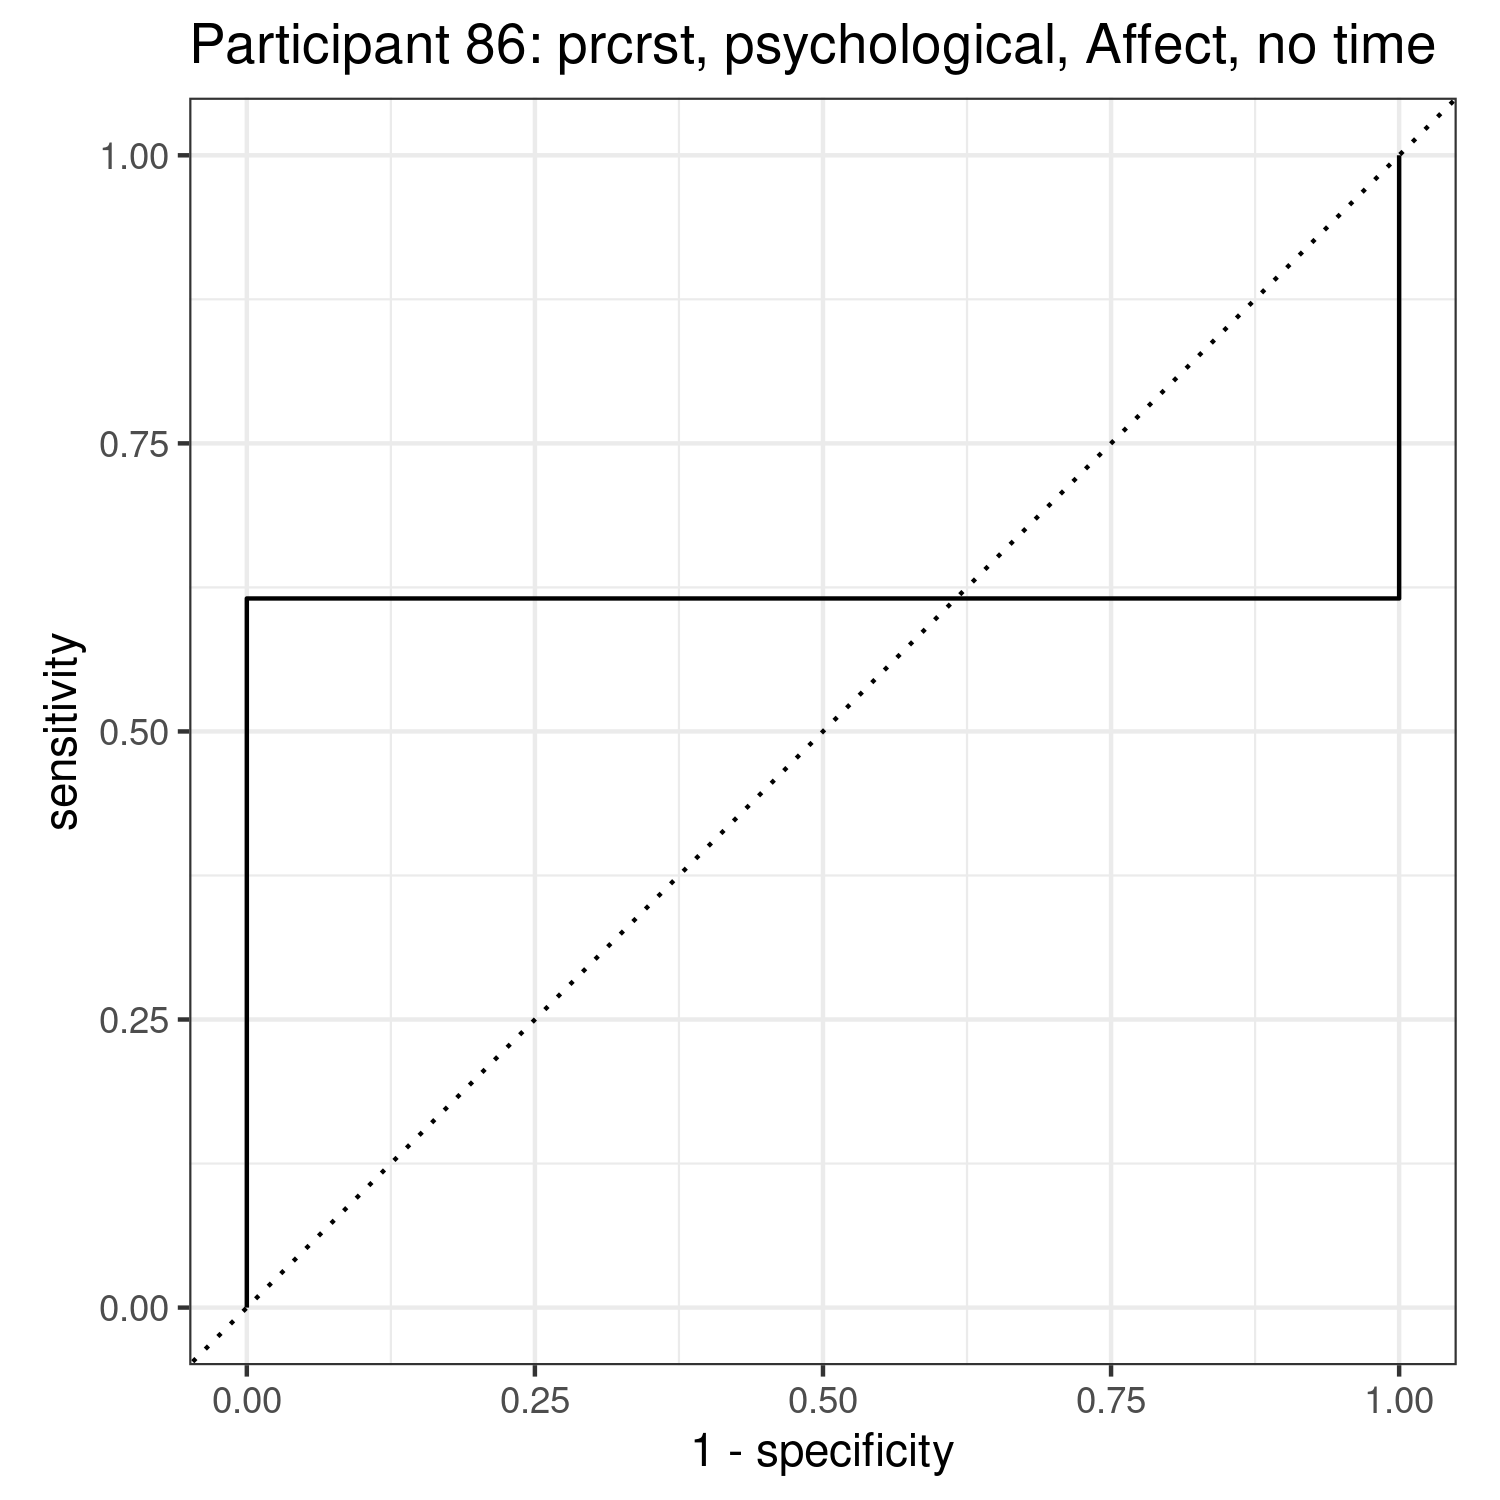 Participant 86: prcrst, psychological, Affect, no time
1.00
0.75
0.50
0.25
0.00
sensitivity
0.00 0.25 0.50 0.75 1.00
1 - specificity